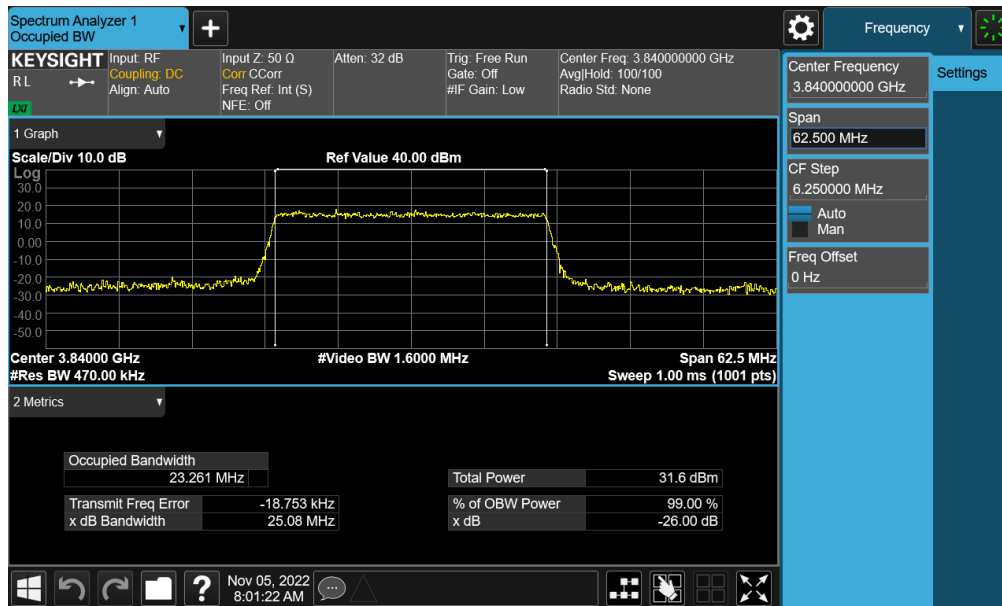 Spectrum Analyzer 1
Occupied BW
Frequency
KEYSIGHT
R L
LXI
Input: RF
Coupling: DC
Align: Auto
Input Z: 50 Ω
Corr CCorr
Freq Ref: Int (S)
NFE: Off
Atten: 32 dB
Trig: Free Run
Gate: Off
#IF Gain: Low
Center Freq: 3.840000000 GHz
Avg|Hold: 100/100
Radio Std: None
Center Frequency
3.840000000 GHz
Settings
Span
62.500 MHz
CF Step
6.250000 MHz
Auto
Man
Freq Offset
0 Hz
1 Graph
Scale/Div 10.0 dB
Ref Value 40.00 dBm
Log
30.0
20.0
10.0
0.00
-10.0
-20.0
-30.0
-40.0
-50.0
Center 3.84000 GHz
#Video BW 1.6000 MHz
Span 62.5 MHz
#Res BW 470.00 kHz
Sweep 1.00 ms (1001 pts)
2 Metrics
Occupied Bandwidth
23.261 MHz
Total Power 31.6 dBm
Transmit Freq Error -18.753 kHz
% of OBW Power 99.00 %
x dB Bandwidth 25.08 MHz
x dB -26.00 dB
?
Nov 05, 2022
8:01:22 AM